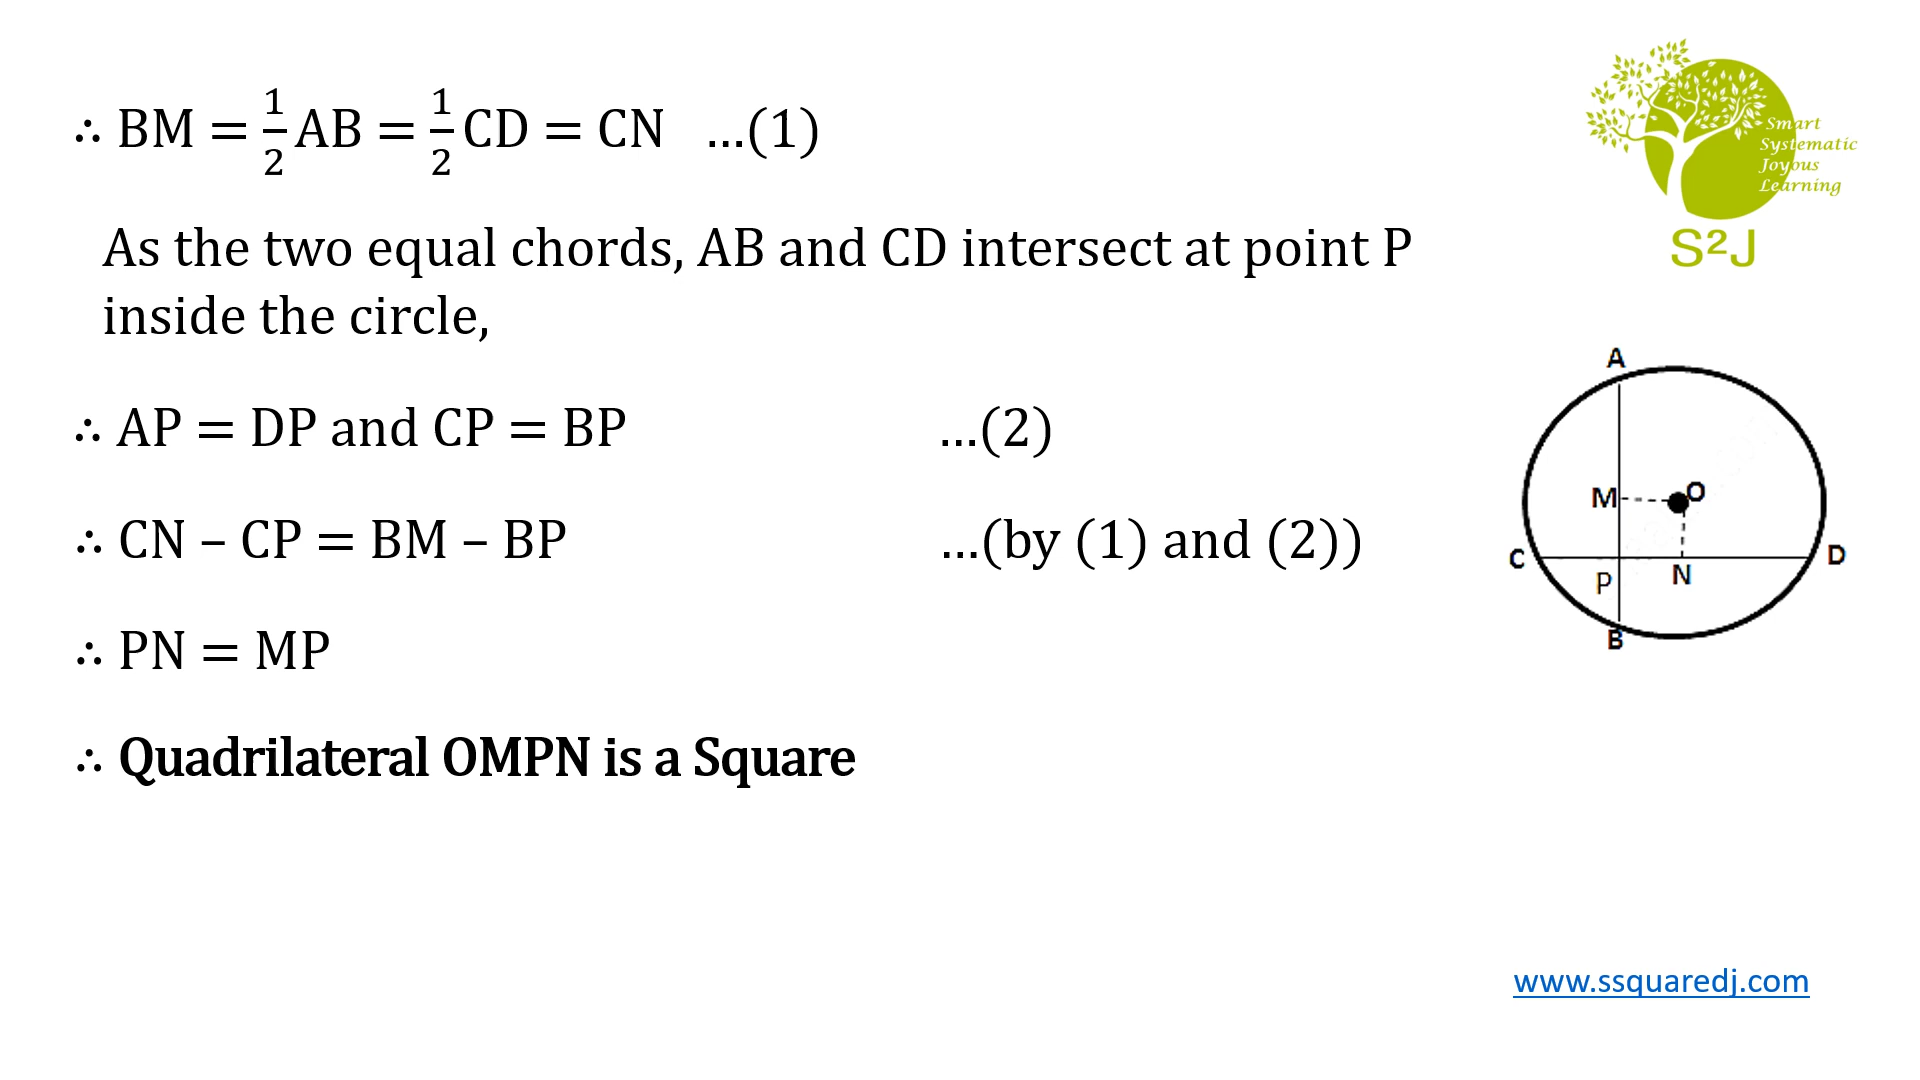 ∴ BM = 1/2 AB = 1/2 CD = CN ...(1)
As the two equal chords, AB and CD intersect at point P
inside the circle,
∴ AP = DP and CP = BP ...(2)
∴ CN – CP = BM – BP ...(by (1) and (2))
∴ PN = MP
∴ Quadrilateral OMPN is a Square
Smart
Systematic
Joyous
Learning
S²J
A
M
O
C
D
P
N
B
www.ssquaredj.com